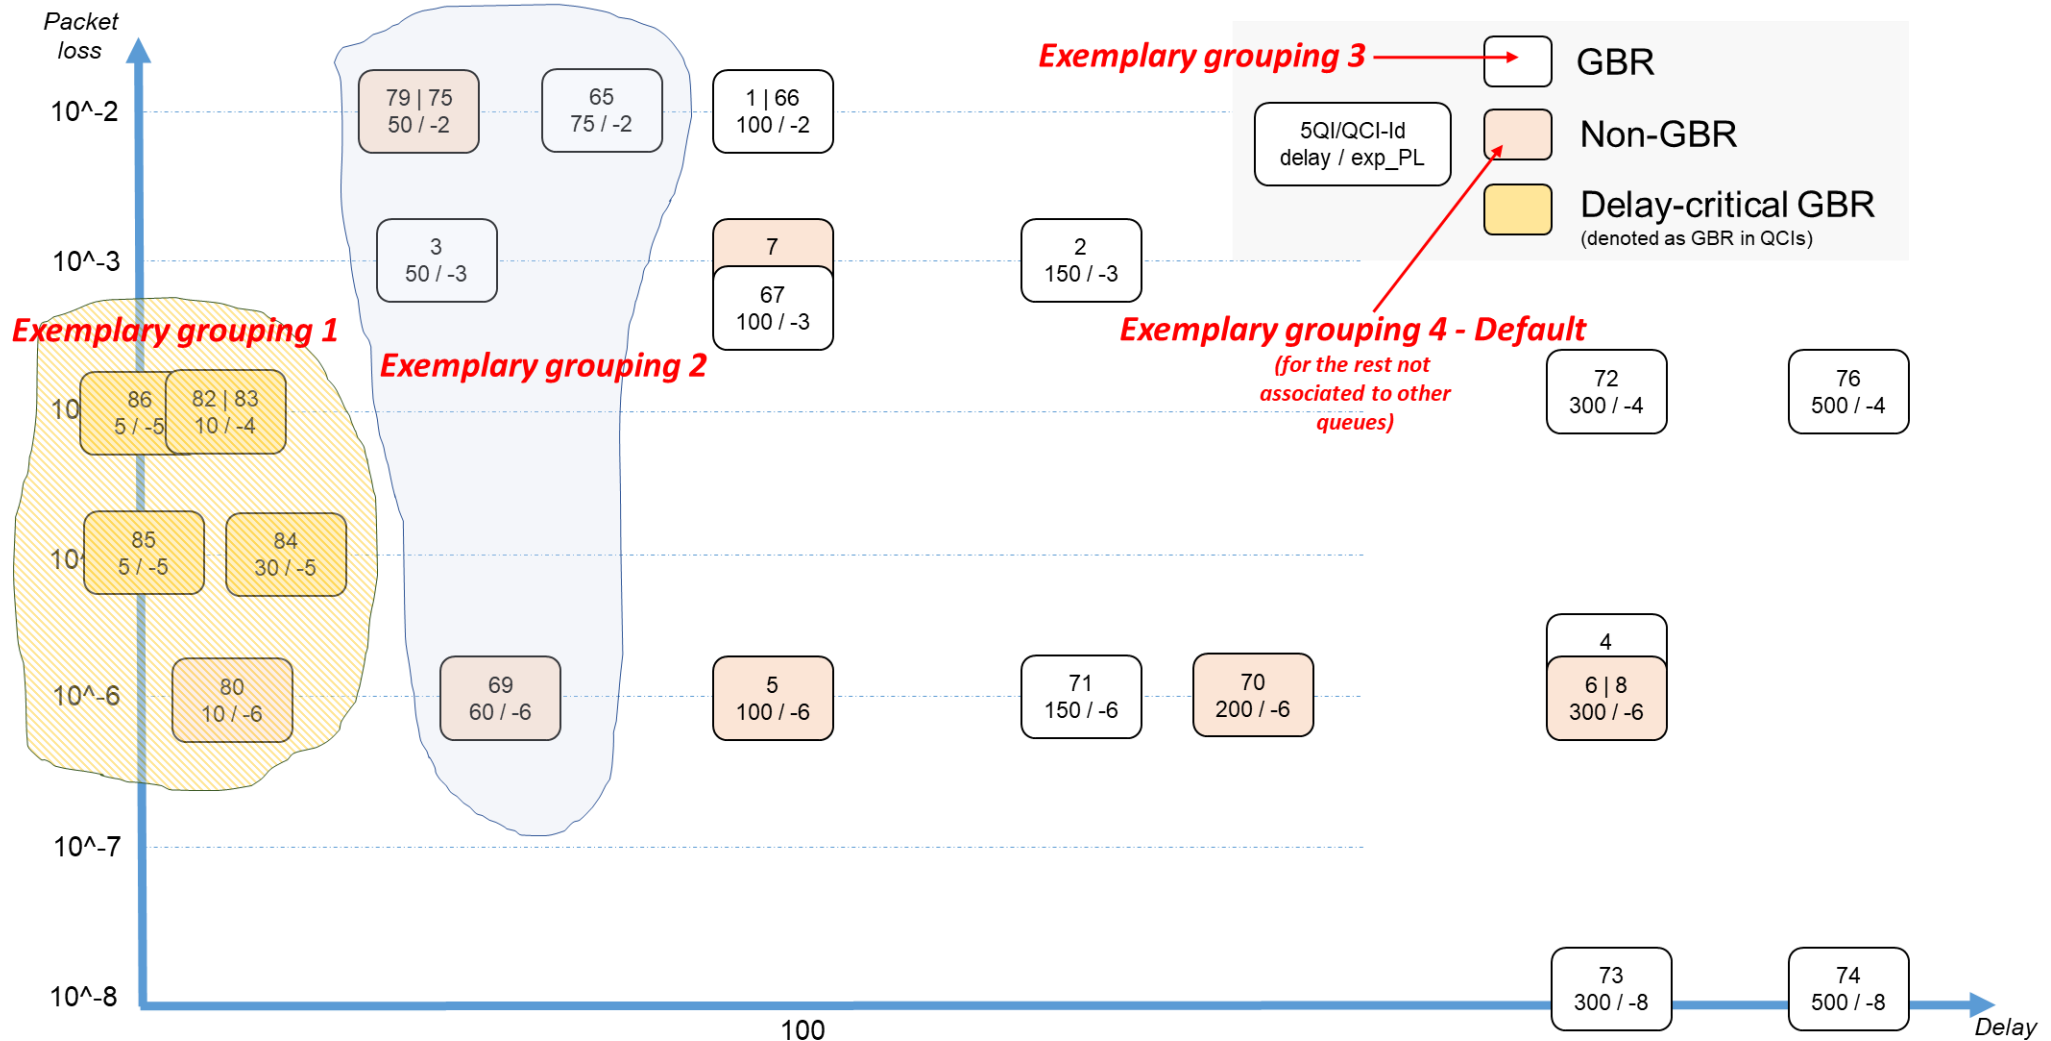 Packet
loss
Exemplary grouping 3
GBR
10^-2
79 | 75
50 / -2
65
75 / -2
1 | 66
100 / -2
5QI/QCI-Id
delay / exp_PL
Non-GBR
Delay-critical GBR
(denoted as GBR in QCIs)
10^-3
3
50 / -3
7
67
100 / -3
2
150 / -3
Exemplary grouping 1
Exemplary grouping 2
Exemplary grouping 4 - Default
(for the rest not
associated to other
queues)
10
86
5 / -5
82 | 83
10 / -4
72
300 / -4
76
500 / -4
10^
85
5 / -5
84
30 / -5
10^-6
80
10 / -6
69
60 / -6
5
100 / -6
71
150 / -6
70
200 / -6
4
6 | 8
300 / -6
10^-7
10^-8
73
300 / -8
74
500 / -8
100
Delay